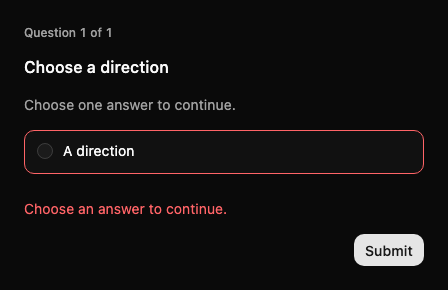 Question 1 of 1
Choose a direction
Choose one answer to continue.
A direction
Choose an answer to continue.
Submit